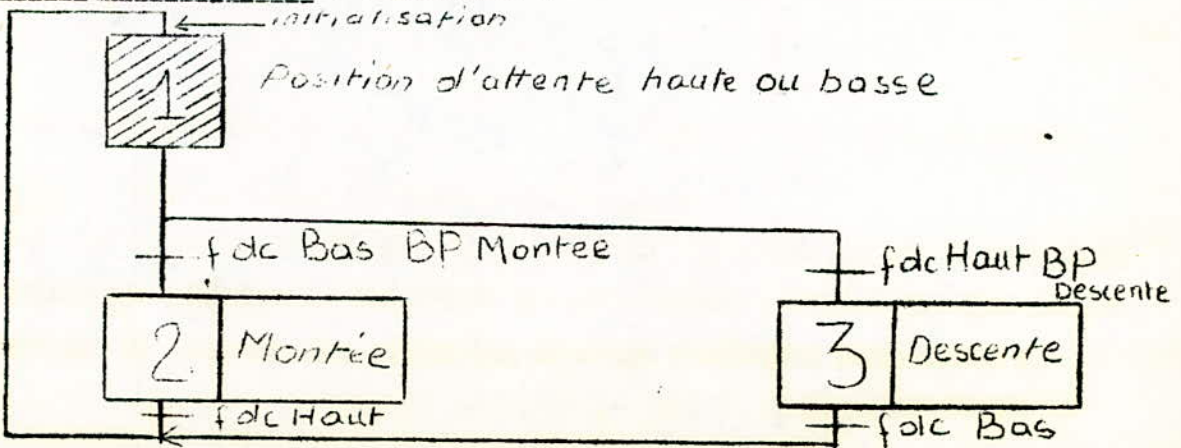 initialisation
1
Position d'attente haute ou basse
fdc Bas BP Montee
fdc Haut BP
Descente
2 Montée
3 Descente
fdc Haut
fdc Bas